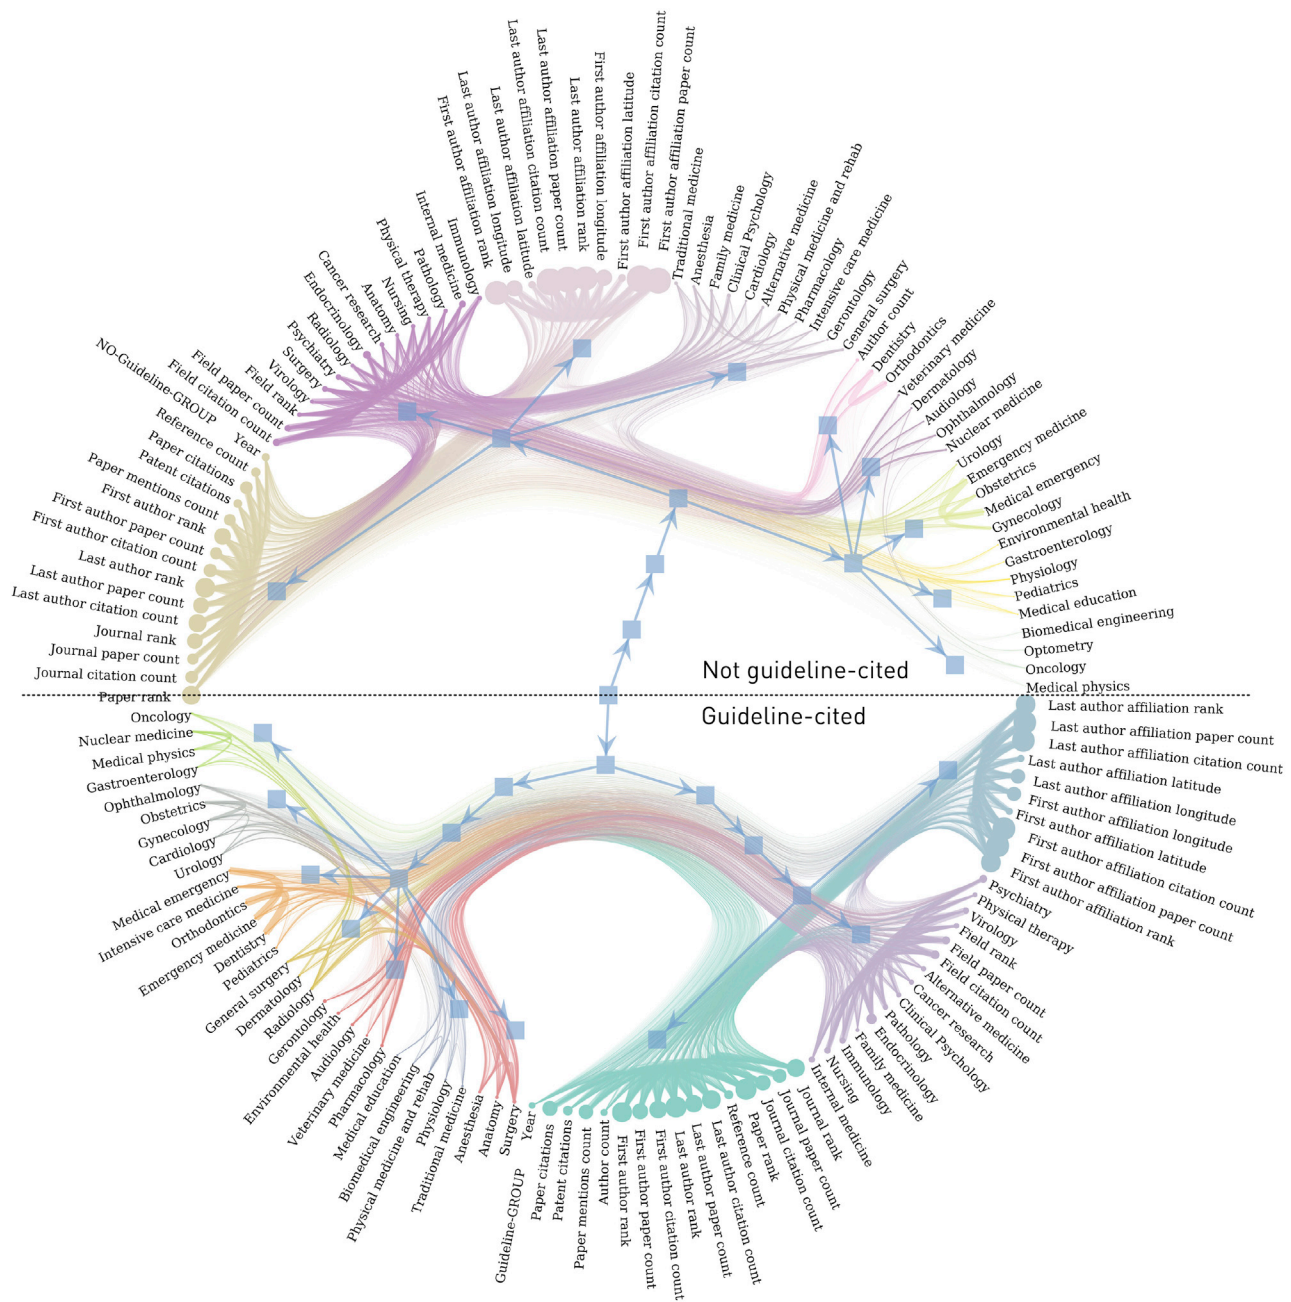 Paper rank
Journal citation count
Journal paper count
Journal rank
Last author citation count
Last author paper count
Last author rank
First author citation count
First author paper count
First author rank
Paper mentions count
Patent citations
Paper citations
Reference count
Year
NO-Guideline-GROUP
Field citation count
Field paper count
Field rank
Virology
Surgery
Psychiatry
Radiology
Endocrinology
Cancer research
Anatomy
Nursing
Physical therapy
Pathology
Internal medicine
Immunology
First author affiliation rank
Last author affiliation longitude
Last author affiliation latitude
Last author affiliation citation count
Last author affiliation paper count
Last author affiliation rank
First author affiliation longitude
First author affiliation latitude
First author affiliation citation count
First author affiliation paper count
Traditional medicine
Anesthesia
Family medicine
Clinical Psychology
Cardiology
Alternative medicine
Physical medicine and rehab
Pharmacology
Intensive care medicine
Gerontology
General surgery
Author count
Dentistry
Orthodontics
Veterinary medicine
Dermatology
Audiology
Ophthalmology
Nuclear medicine
Urology
Emergency medicine
Obstetrics
Medical emergency
Gynecology
Environmental health
Gastroenterology
Physiology
Pediatrics
Medical education
Biomedical engineering
Optometry
Oncology
Medical physics
Not guideline-cited
Guideline-cited
Last author affiliation rank
Last author affiliation paper count
Last author affiliation citation count
Last author affiliation latitude
Last author affiliation longitude
First author affiliation longitude
First author affiliation latitude
First author affiliation citation count
First author affiliation paper count
First author affiliation rank
Psychiatry
Physical therapy
Virology
Field rank
Field paper count
Field citation count
Alternative medicine
Cancer research
Clinical Psychology
Pathology
Endocrinology
Family medicine
Immunology
Nursing
Internal medicine
Journal rank
Journal paper count
Journal citation count
Paper rank
Reference count
Last author citation count
Last author paper count
Last author rank
First author citation count
First author paper count
First author rank
Author count
Paper mentions count
Patent citations
Paper citations
Year
Guideline-GROUP
Surgery
Anatomy
Anesthesia
Traditional medicine
Physiology
Physical medicine and rehab
Biomedical engineering
Medical education
Pharmacology
Veterinary medicine
Audiology
Environmental health
Gerontology
Radiology
Dermatology
General surgery
Pediatrics
Dentistry
Emergency medicine
Orthodontics
Intensive care medicine
Medical emergency
Urology
Cardiology
Gynecology
Obstetrics
Ophthalmology
Gastroenterology
Medical physics
Nuclear medicine
Oncology